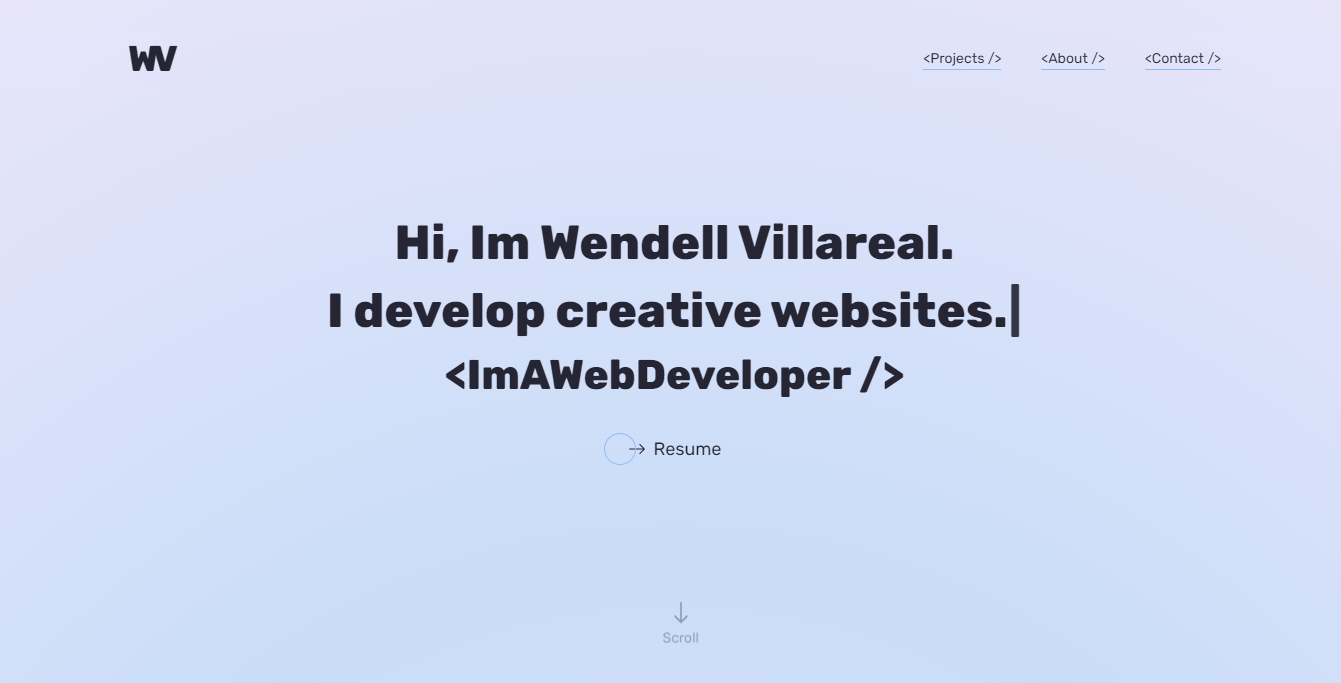 WV
<Projects />
<About />
<Contact />
Hi, Im Wendell Villareal.
I develop creative websites.|
<ImAWebDeveloper />
→ Resume
Scroll